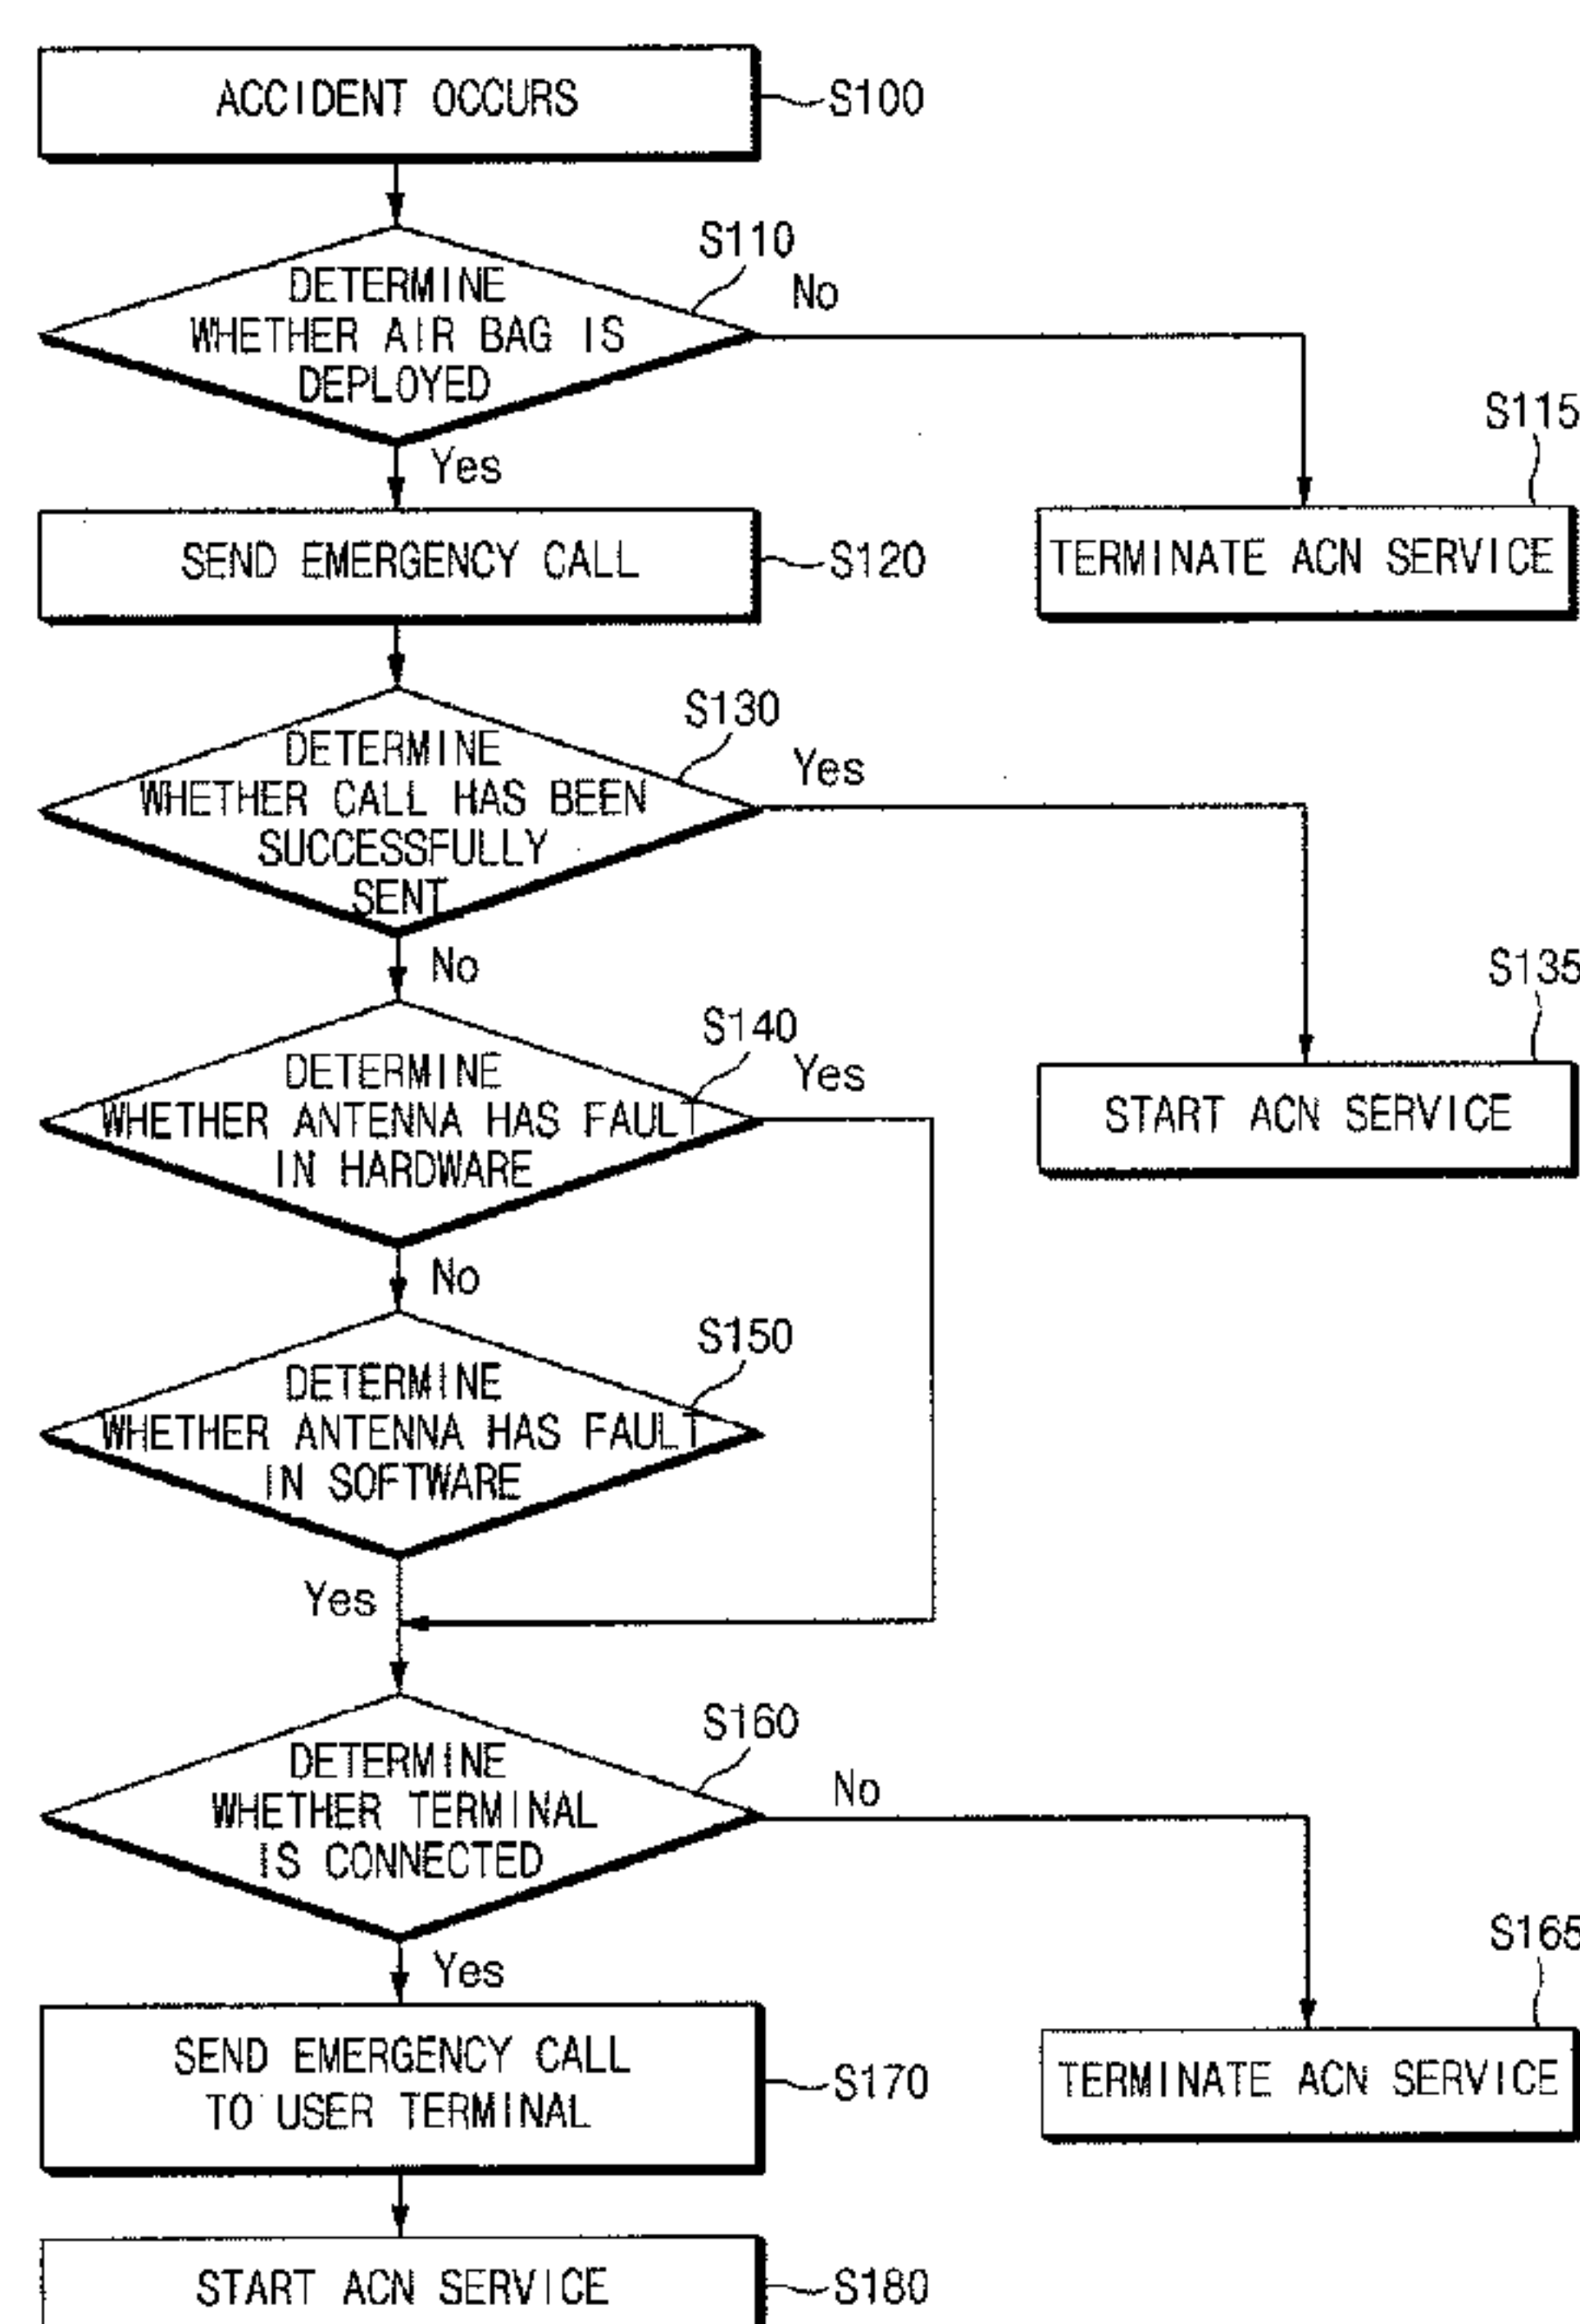 ACCIDENT OCCURS
S100
S110
DETERMINE
WHETHER AIR BAG IS
DEPLOYED
No
Yes
S115
SEND EMERGENCY CALL
S120
TERMINATE ACN SERVICE
S130
DETERMINE
WHETHER CALL HAS BEEN
SUCCESSFULLY
SENT
Yes
No
S135
S140
DETERMINE
WHETHER ANTENNA HAS FAULT
IN HARDWARE
Yes
START ACN SERVICE
No
S150
DETERMINE
WHETHER ANTENNA HAS FAULT
IN SOFTWARE
Yes
S160
DETERMINE
WHETHER TERMINAL
IS CONNECTED
No
Yes
S165
SEND EMERGENCY CALL
TO USER TERMINAL
S170
TERMINATE ACN SERVICE
START ACN SERVICE
S180